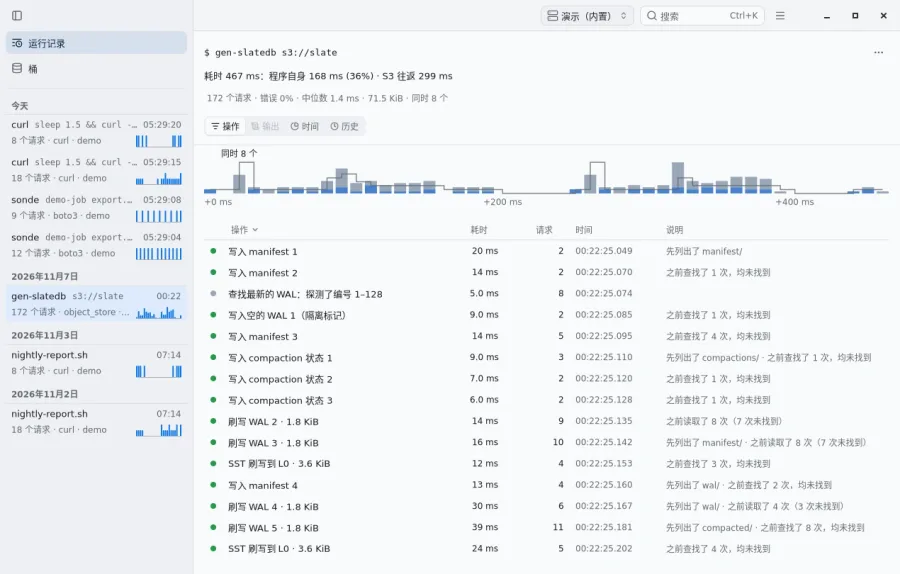 演示（内置）
搜索
Ctrl+K
运行记录
桶
今天
curl sleep 1.5 && curl -… 05:29:20
8 个请求 · curl · demo
curl sleep 1.5 && curl -… 05:29:15
18 个请求 · curl · demo
sonde demo-job export.… 05:29:08
9 个请求 · boto3 · demo
sonde demo-job export.… 05:29:04
12 个请求 · boto3 · demo
2026年11月7日
gen-slatedb s3://slate 00:22
172 个请求 · object_store ·…
2026年11月3日
nightly-report.sh 07:14
8 个请求 · curl · demo
2026年11月2日
nightly-report.sh 07:14
18 个请求 · curl · demo
$ gen-slatedb s3://slate
耗时 467 ms：程序自身 168 ms (36%) · S3 往返 299 ms
172 个请求 · 错误 0% · 中位数 1.4 ms · 71.5 KiB · 同时 8 个
操作 输出 时间 历史
同时 8 个
+0 ms +200 ms +400 ms
操作 耗时 请求 时间 说明
写入 manifest 1 20 ms 2 00:22:25.049 先列出了 manifest/
写入 manifest 2 14 ms 2 00:22:25.070 之前查找了 1 次，均未找到
查找最新的 WAL：探测了编号 1–128 5.0 ms 8 00:22:25.074
写入空的 WAL 1（隔离标记） 9.0 ms 2 00:22:25.085 之前查找了 1 次，均未找到
写入 manifest 3 14 ms 5 00:22:25.095 之前查找了 4 次，均未找到
写入 compaction 状态 1 9.0 ms 3 00:22:25.110 先列出了 compactions/ · 之前查找了 1 次，均未找到
写入 compaction 状态 2 7.0 ms 2 00:22:25.120 之前查找了 1 次，均未找到
写入 compaction 状态 3 6.0 ms 2 00:22:25.128 之前查找了 1 次，均未找到
刷写 WAL 2 · 1.8 KiB 14 ms 9 00:22:25.135 之前读取了 8 次（7 次未找到）
刷写 WAL 3 · 1.8 KiB 16 ms 10 00:22:25.142 先列出了 manifest/ · 之前读取了 8 次（7 次未找到）
SST 刷写到 L0 · 3.6 KiB 12 ms 4 00:22:25.153 之前查找了 3 次，均未找到
写入 manifest 4 13 ms 4 00:22:25.160 先列出了 wal/ · 之前查找了 2 次，均未找到
刷写 WAL 4 · 1.8 KiB 30 ms 6 00:22:25.167 先列出了 wal/ · 之前读取了 4 次（3 次未找到）
刷写 WAL 5 · 1.8 KiB 39 ms 11 00:22:25.181 先列出了 compacted/ · 之前查找了 8 次，均未找到
SST 刷写到 L0 · 3.6 KiB 24 ms 5 00:22:25.202 之前查找了 4 次，均未找到